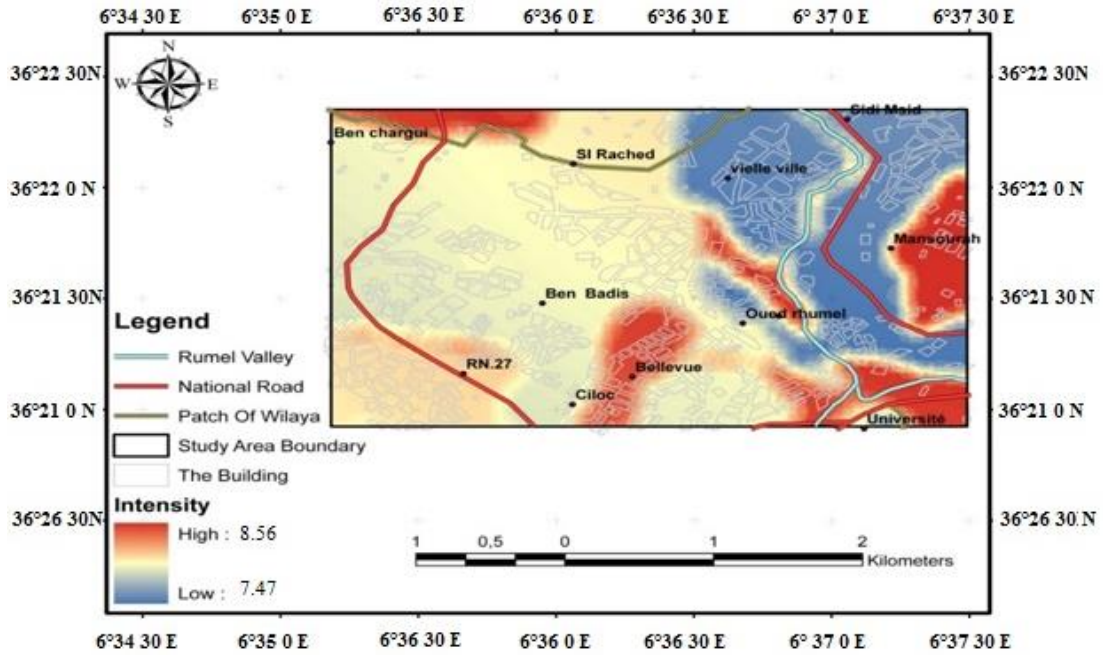 6°34 30 E 6°35 0 E 6°36 30 E 6°36 0 E 6°36 30 E 6°37 0 E 6°37 30 E
N
W E
S
36°22 30N 36°22 30N
Sidi Msid
Ben chargui
SI Rached
vielle ville
36°22 0 N 36°22 0 N
Mansourah
36°21 30N Ben Badis 36°21 30N
Oued rhumel
Legend
Rumel Valley
RN.27
Bellevue
National Road
Ciloc
36°21 0 N Patch Of Wilaya 36°21 0 N
Université
Study Area Boundary
The Building
Intensity
36°26 30N 36°26 30N
High : 8.56
1 0,5 0 1 2
Kilometers
Low : 7.47
6°34 30 E 6°35 0 E 6°36 30 E 6°36 0 E 6°36 30 E 6° 37 0 E 6°37 30 E